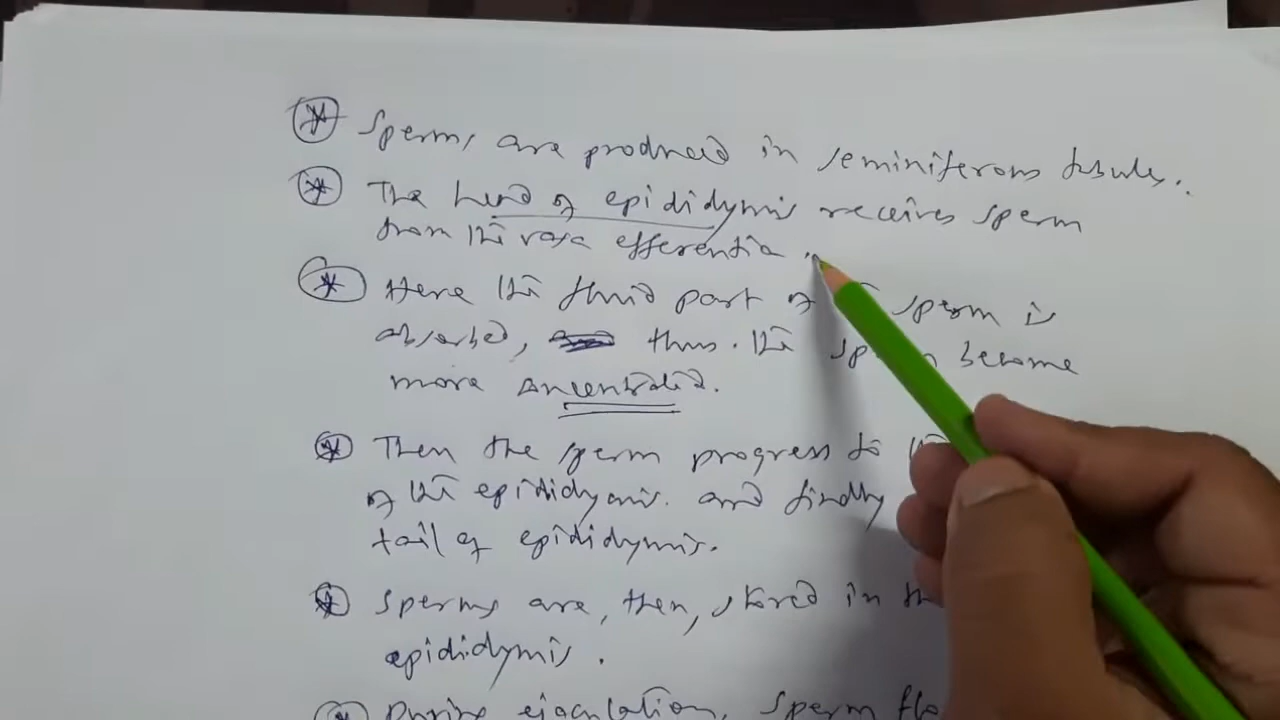 Sperms are produced in seminiferous tubules.
The head of epididymis receives sperm
from the vasa efferentia.
Here the fluid part of sperm is
absorbed, thus the become
more concentrated.
Then the sperm progress to
of the epididymis. and finally
tail of epididymis.
Sperms are, then, stored in
epididymis.
During ejaculation, sperm